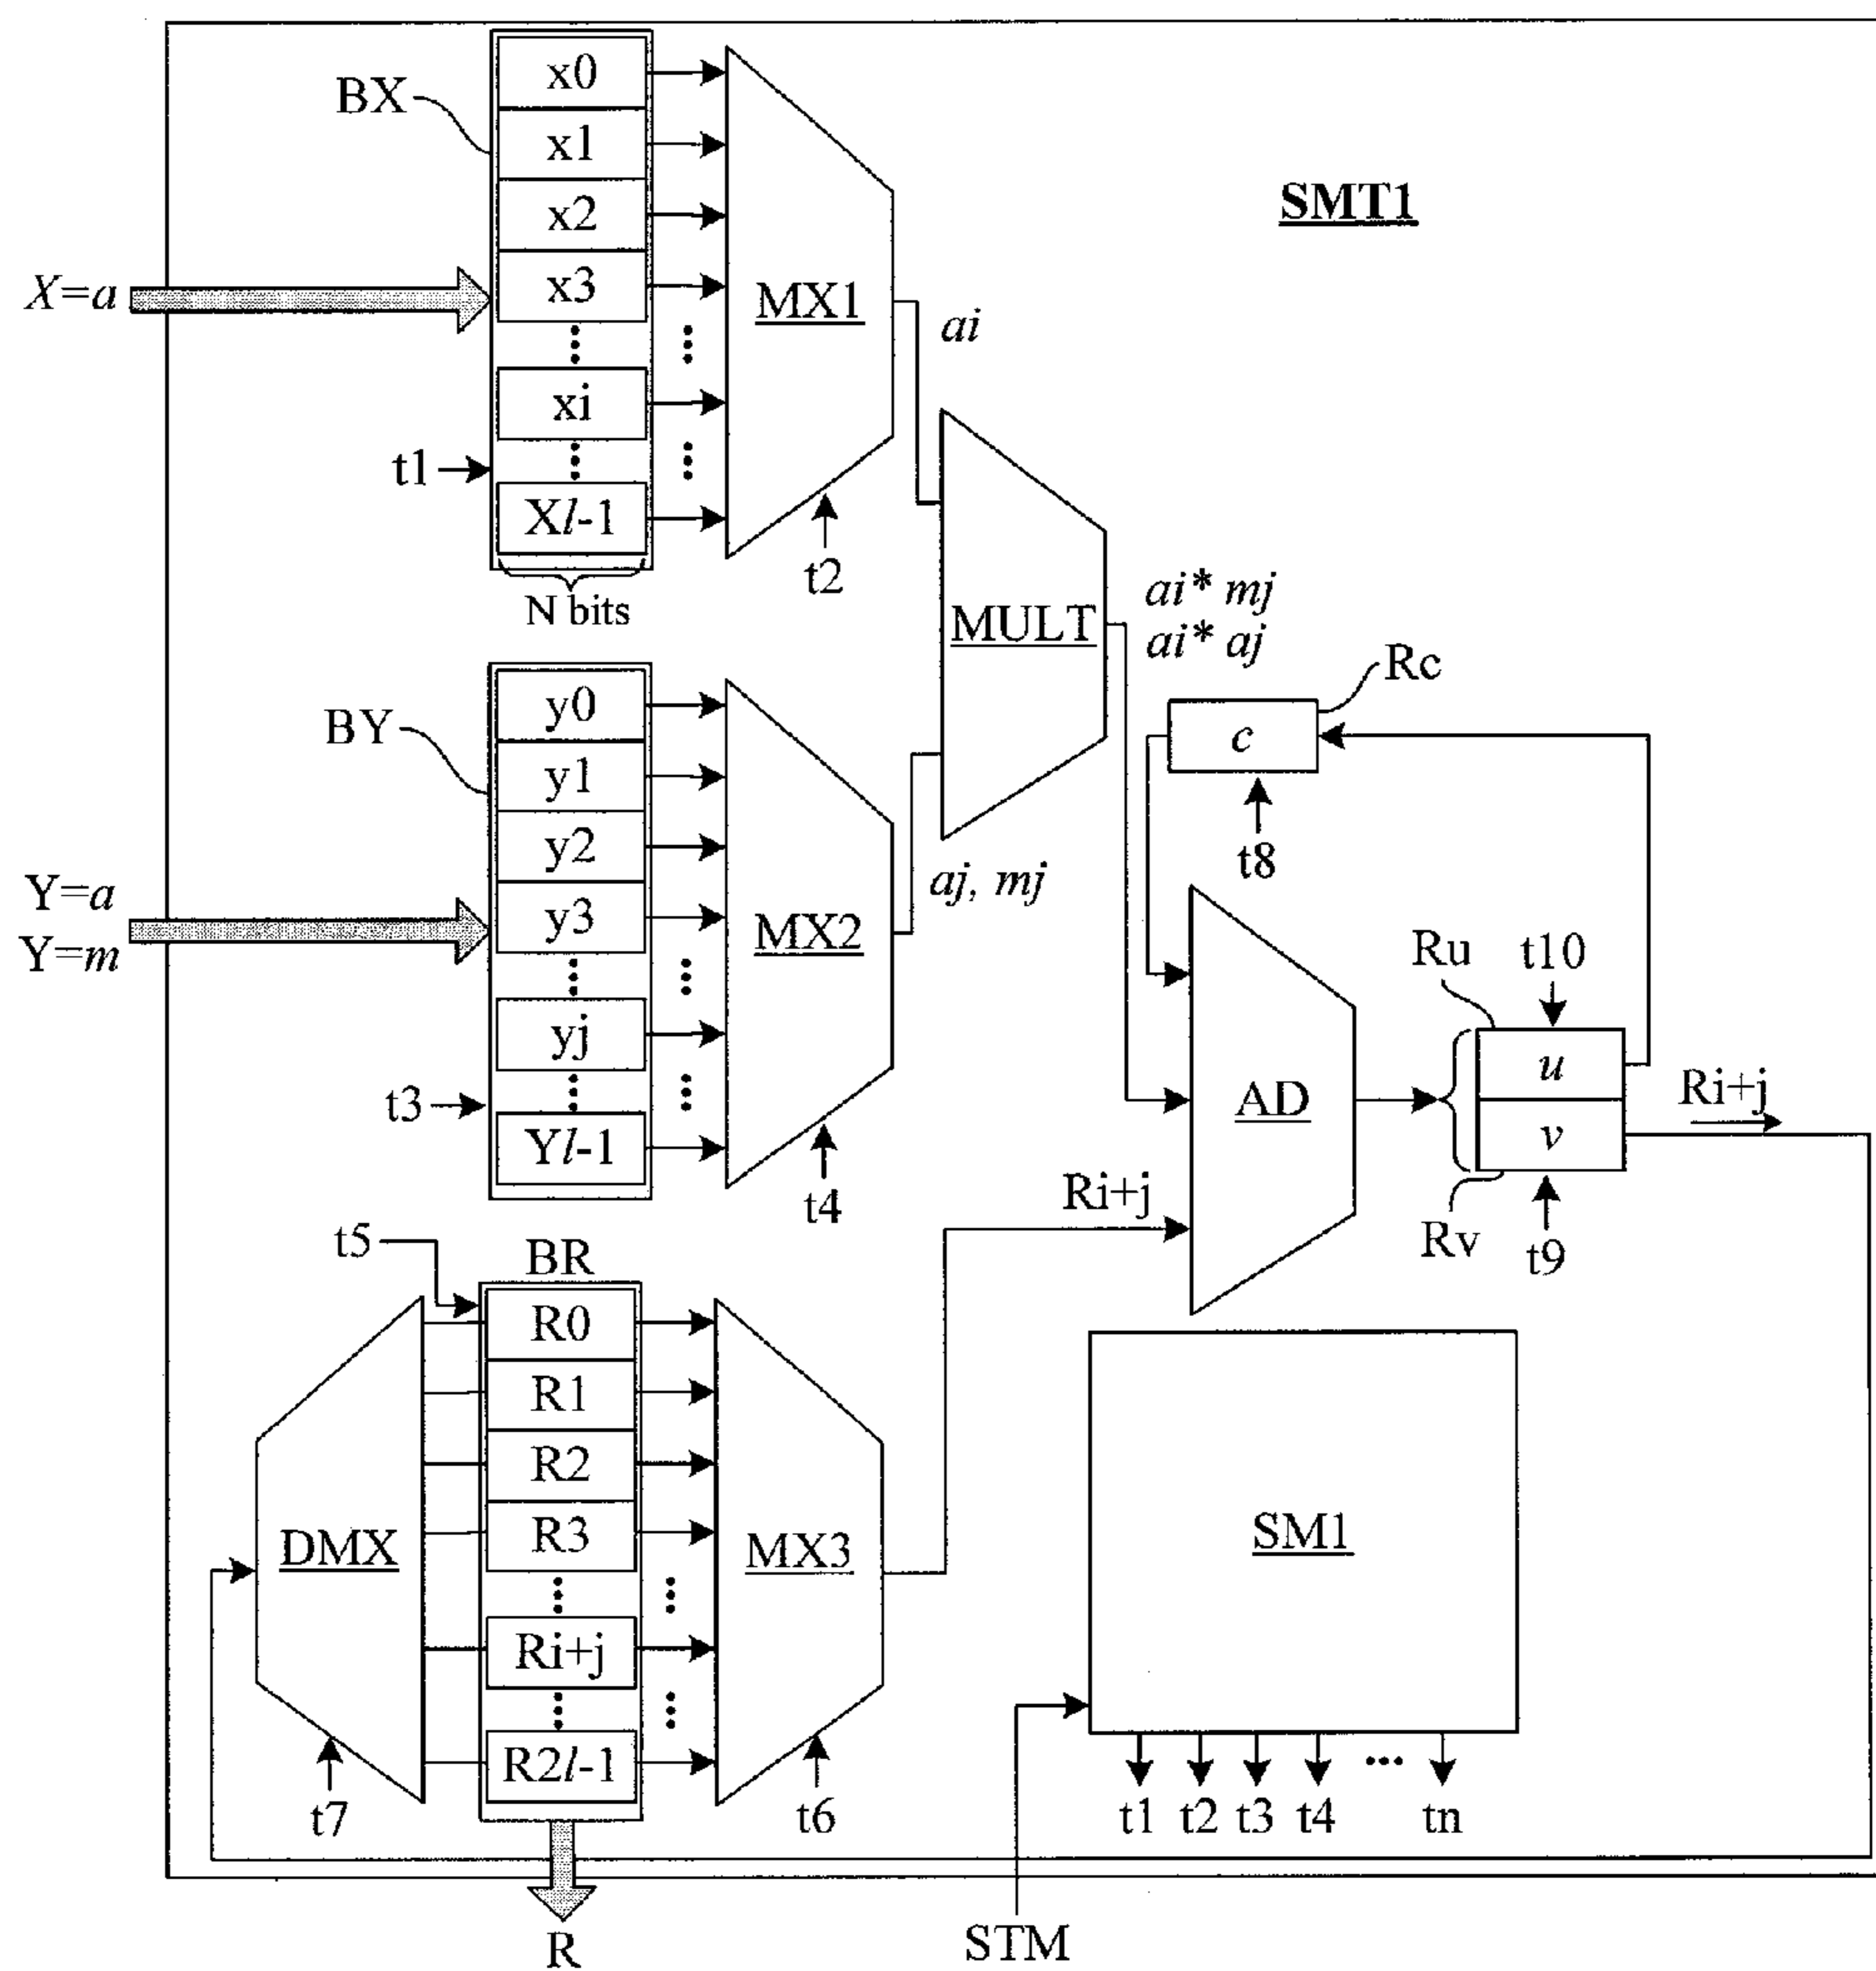 SMT1
BX
x0
x1
x2
x3
xi
Xl-1
N bits
X=a
t1
MX1
t2
ai
MULT
ai* mj
ai* aj
BY
y0
y1
y2
y3
yj
Yl-1
Y=a
Y=m
t3
MX2
t4
aj, mj
Rc
c
t8
AD
Ri+j
Ru
t10
u
v
Rv
t9
Ri+j
t5
BR
R0
R1
R2
R3
Ri+j
R2l-1
DMX
t7
MX3
t6
R
SM1
t1 t2 t3 t4 ... tn
STM